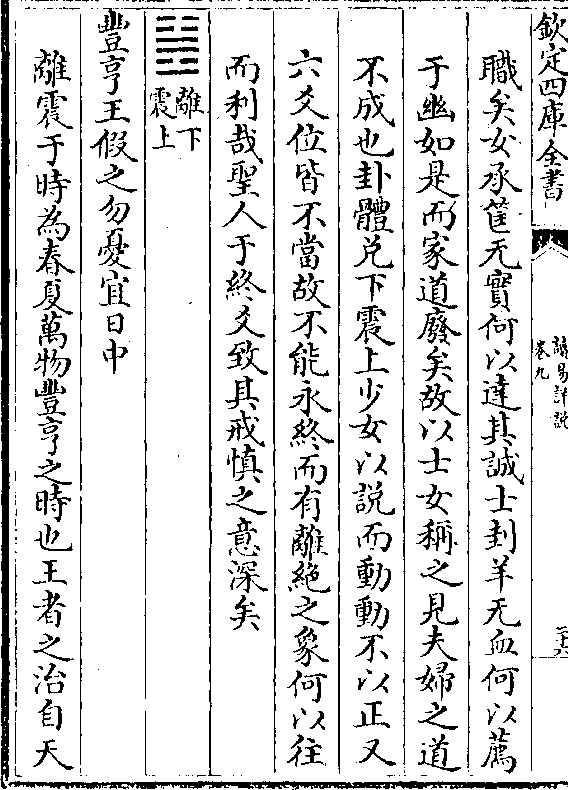 欽定四庫全書
讀易詳說
卷九
職矣女承筐无實何以達其誠士刲羊无血何以薦
于幽如是而家道廢矣故以士女稱之見夫婦之道
不成也卦體兑下震上少女以說而動動不以正又
六爻位皆不當故不能永終而有離絶之象何以往
而利哉聖人于終爻致其戒慎之意深矣
離下
震上
豐亨王假之勿憂宜日中
離震于時為春夏萬物豐亨之時也王者之治自天